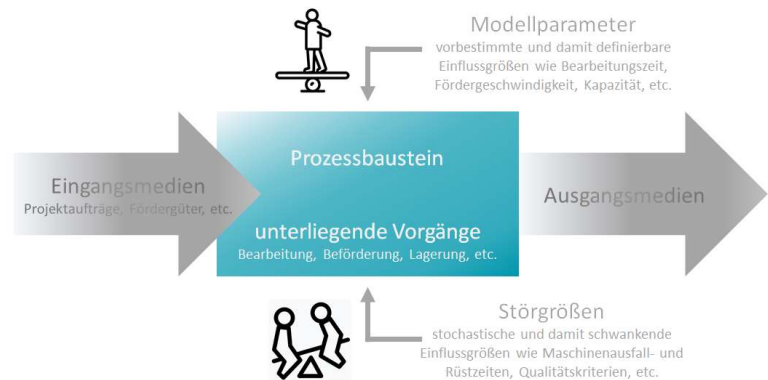 Modellparameter
vorbestimmte und damit definierbare
Einflussgrößen wie Bearbeitungszeit,
Fördergeschwindigkeit, Kapazität, etc.
Eingangsmedien
Projektaufträge, Fördergüter, etc.
Prozessbaustein
unterliegende Vorgänge
Bearbeitung, Beförderung, Lagerung, etc.
Ausgangsmedien
Störgrößen
stochastische und damit schwankende
Einflussgrößen wie Maschinenausfall- und
Rüstzeiten, Qualitätskriterien, etc.